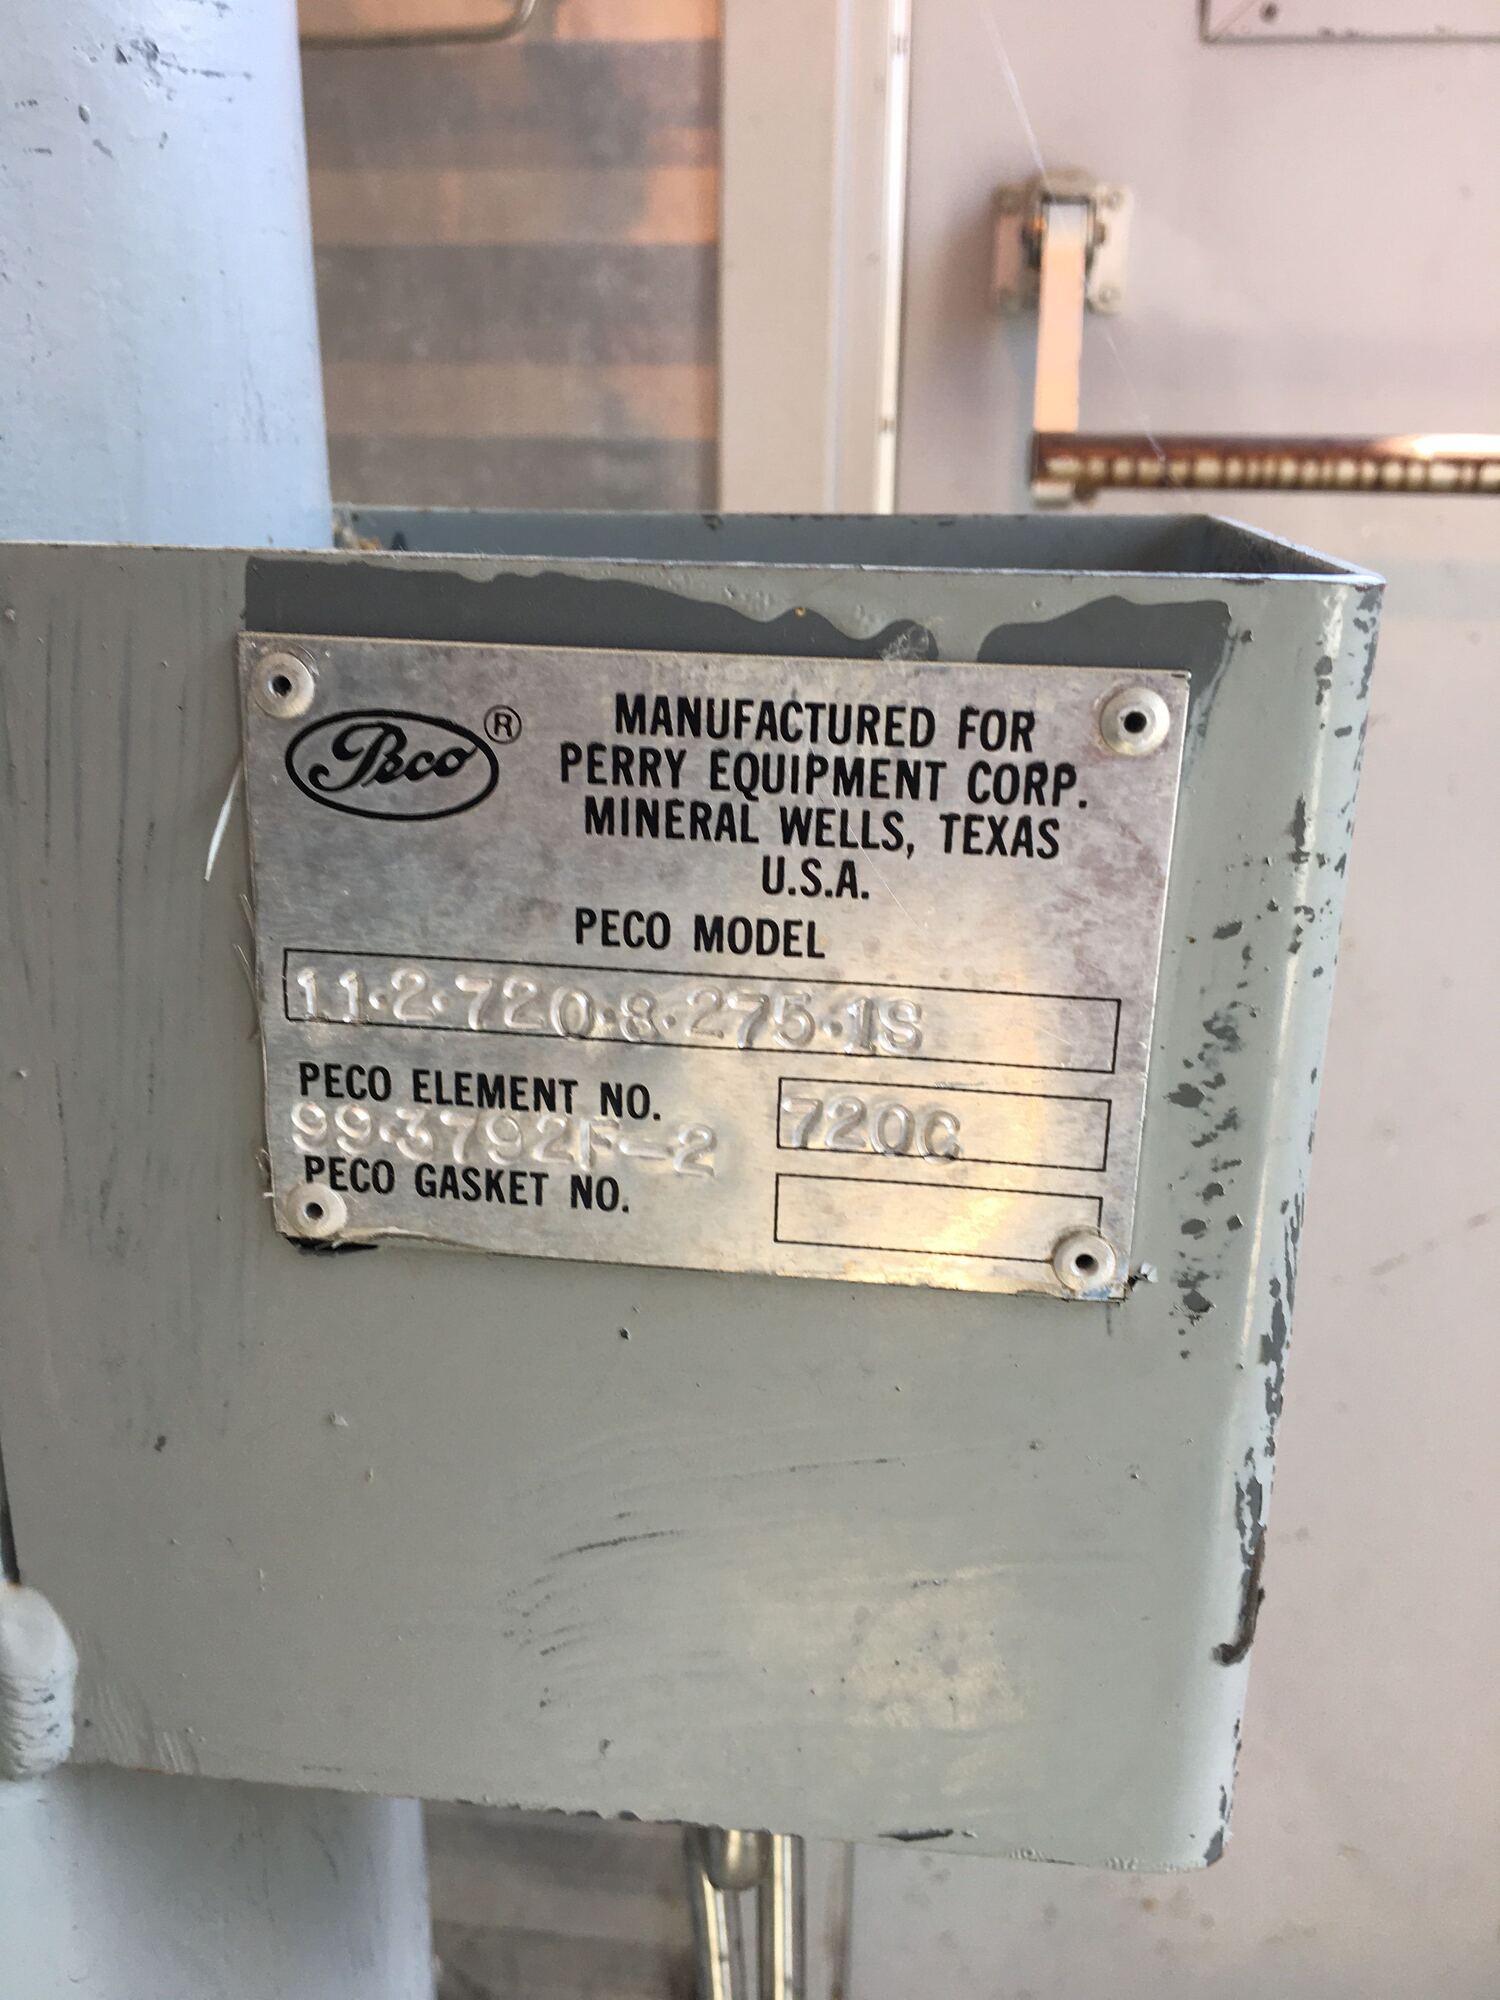 Peco ®
MANUFACTURED FOR
PERRY EQUIPMENT CORP.
MINERAL WELLS, TEXAS
U.S.A.
PECO MODEL
11·2·720·8·275·1S
PECO ELEMENT NO. 720C
99·3792F-2
PECO GASKET NO.